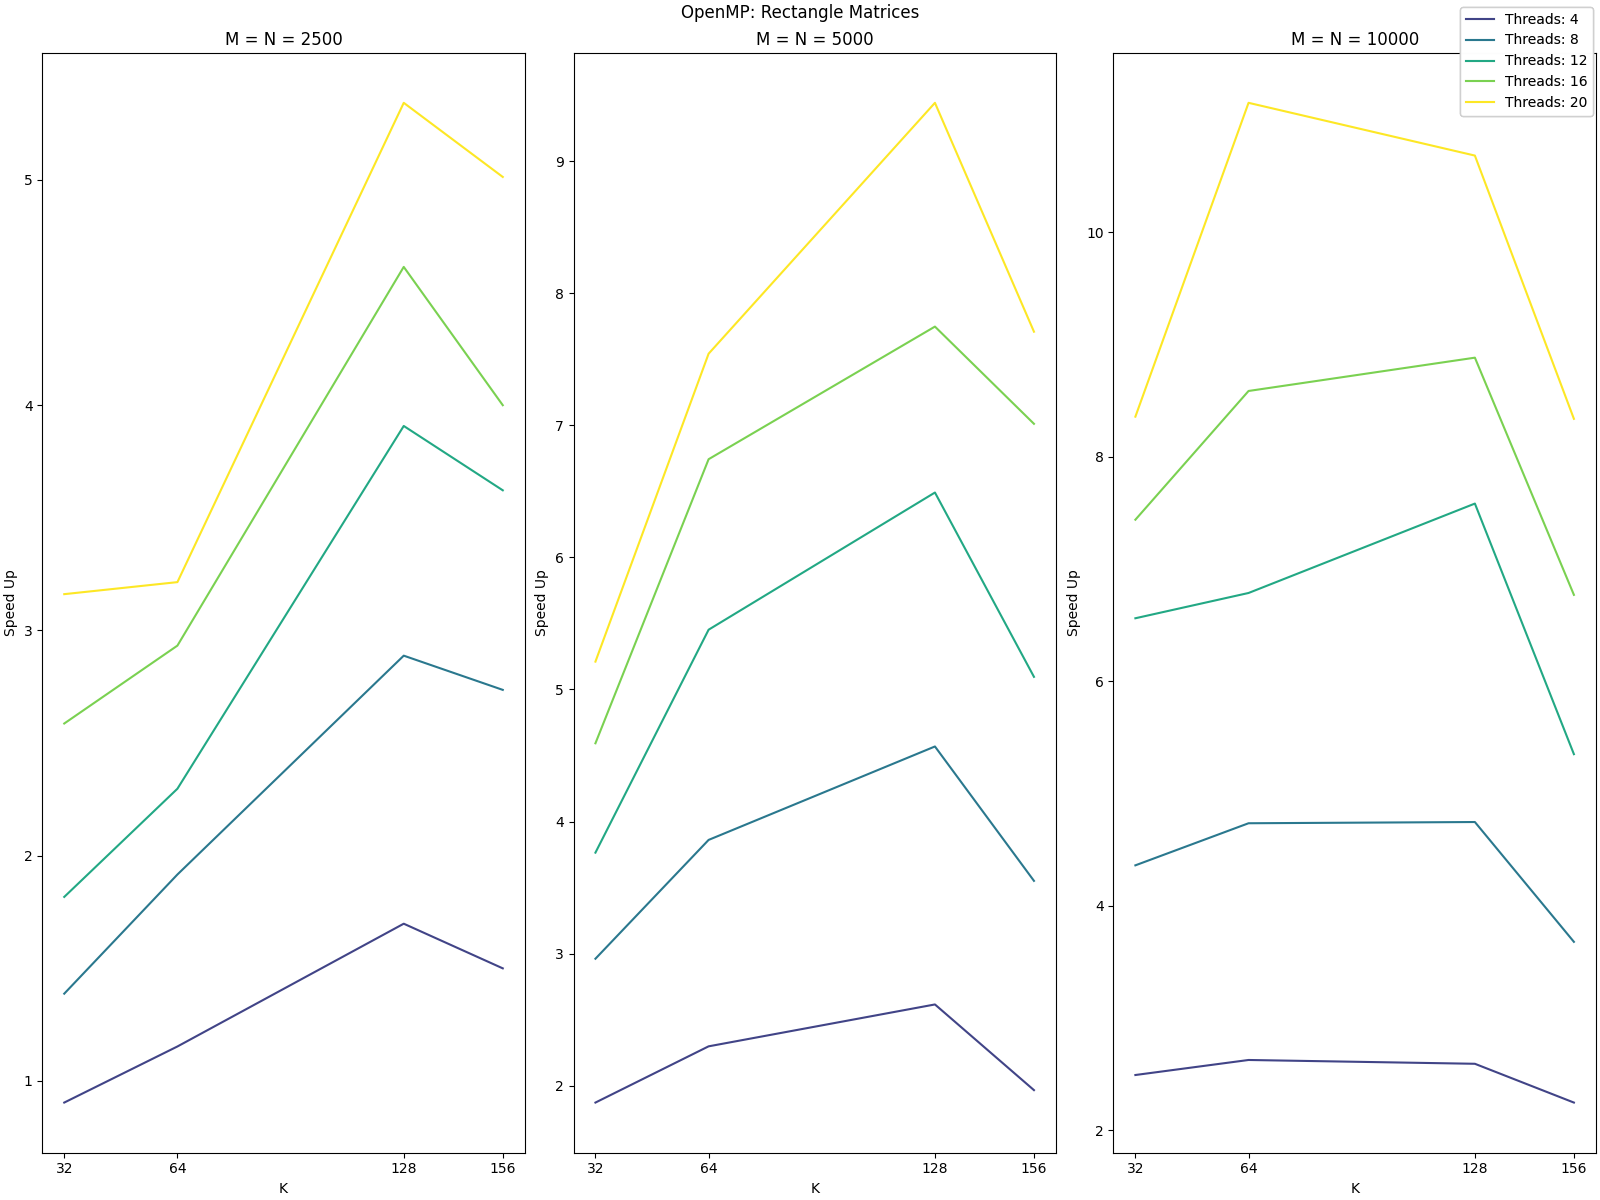 OpenMP: Rectangle Matrices
Threads: 4
Threads: 8
Threads: 12
Threads: 16
Threads: 20
M = N = 2500
5
4
3
2
1
Speed Up
32 64 128 156
K
M = N = 5000
9
8
7
6
5
4
3
2
Speed Up
32 64 128 156
K
M = N = 10000
10
8
6
4
2
Speed Up
32 64 128 156
K